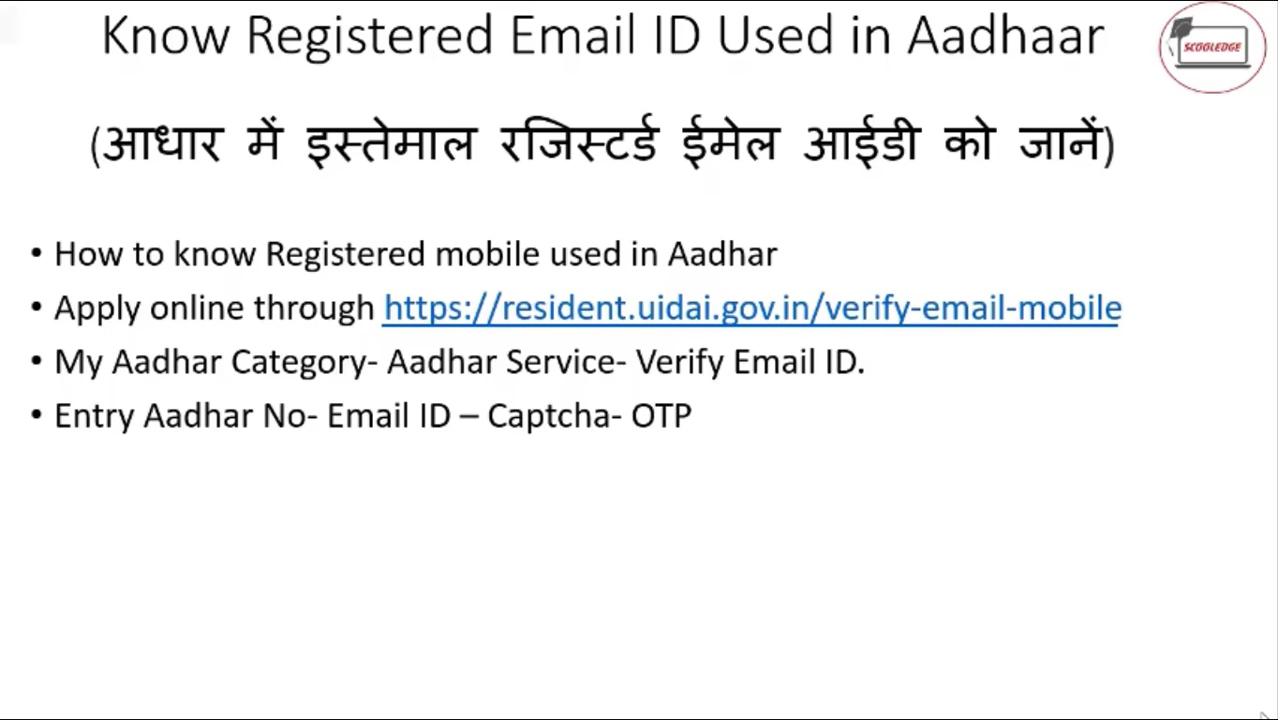 Know Registered Email ID Used in Aadhaar
SCOOLEDGE
(आधार में इस्तेमाल रजिस्टर्ड ईमेल आईडी को जानें)
• How to know Registered mobile used in Aadhar
• Apply online through https://resident.uidai.gov.in/verify-email-mobile
• My Aadhar Category- Aadhar Service- Verify Email ID.
• Entry Aadhar No- Email ID – Captcha- OTP